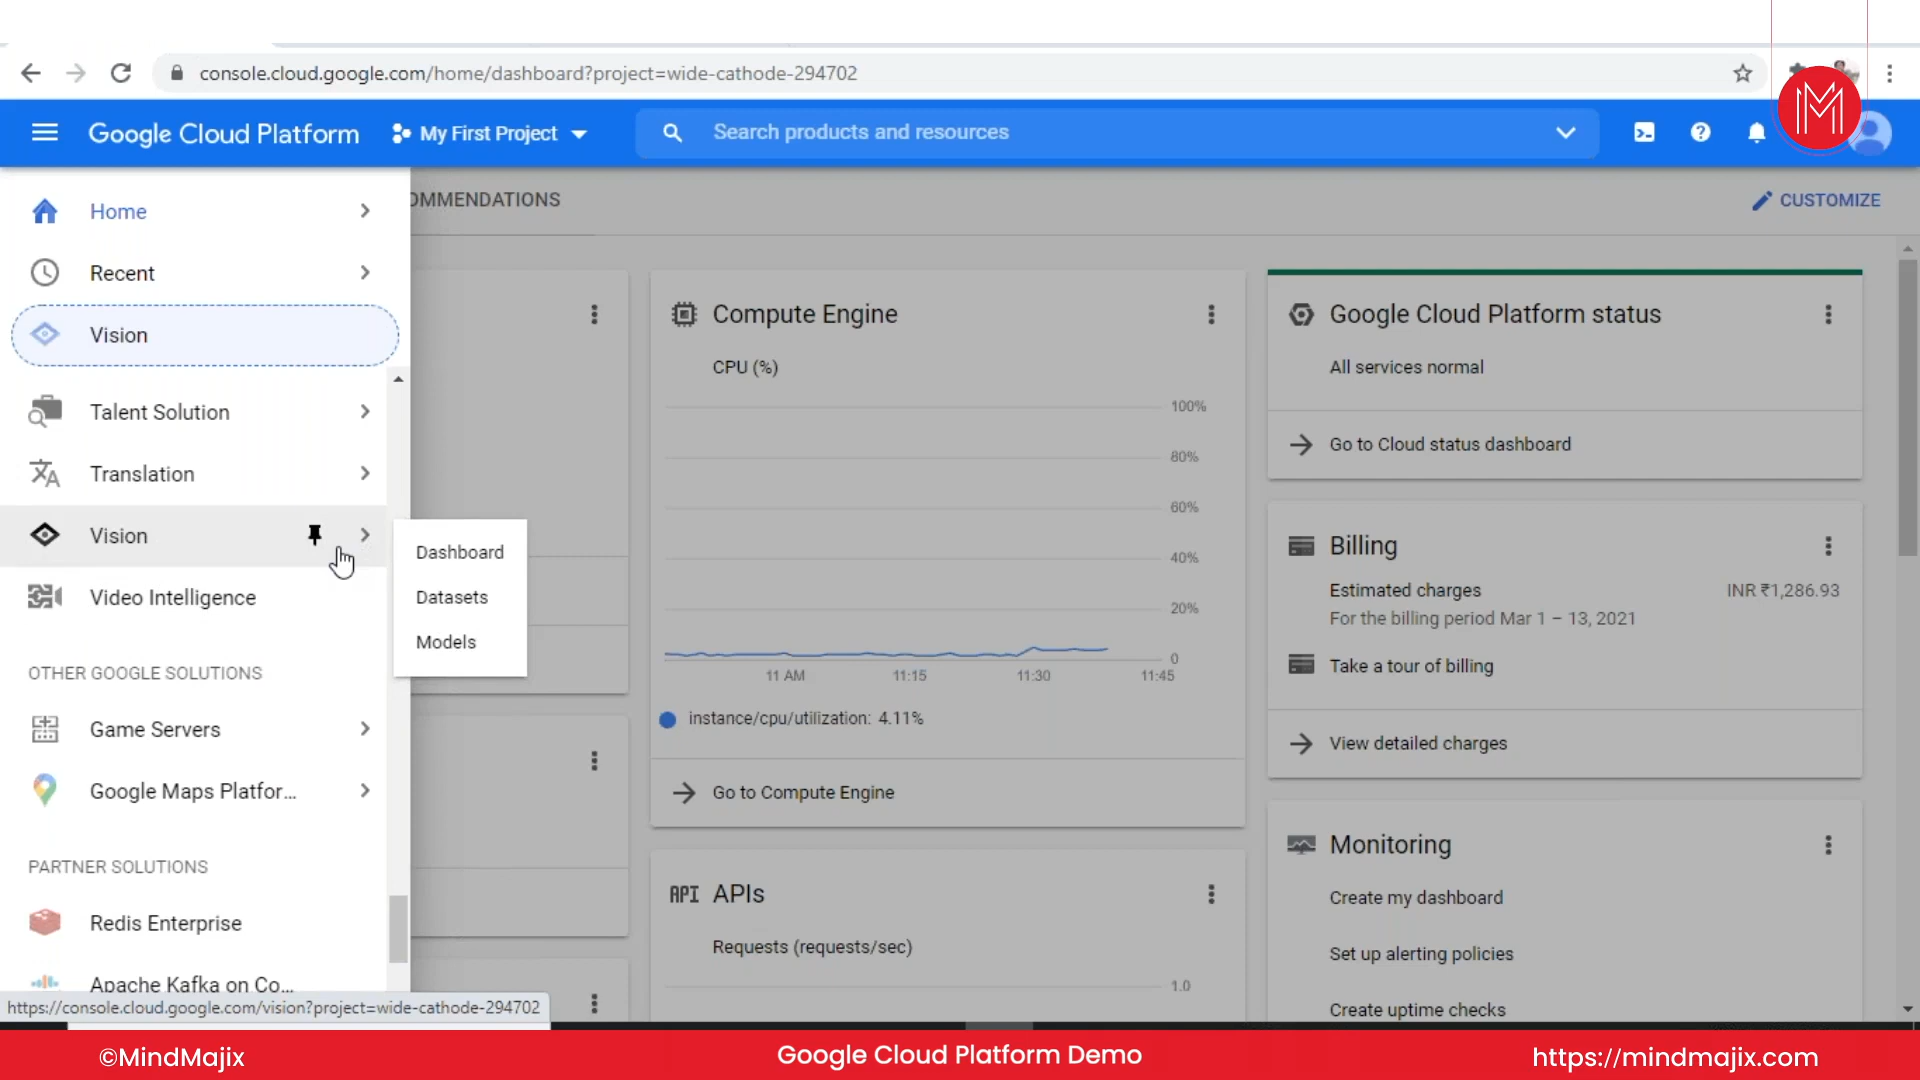 console.cloud.google.com/home/dashboard?project=wide-cathode-294702
Google Cloud Platform
My First Project
Search products and resources
Home
Recent
Vision
Talent Solution
Translation
Vision
Video Intelligence
OTHER GOOGLE SOLUTIONS
Game Servers
Google Maps Platfor...
PARTNER SOLUTIONS
Redis Enterprise
Apache Kafka on Co...
https://console.cloud.google.com/vision?project=wide-cathode-294702
Dashboard
Datasets
Models
OMMENDATIONS
CUSTOMIZE
Compute Engine
CPU (%)
100%
80%
60%
40%
20%
0
11 AM 11:15 11:30 11:45
instance/cpu/utilization: 4.11%
Go to Compute Engine
API APIs
Requests (requests/sec)
1.0
Google Cloud Platform status
All services normal
Go to Cloud status dashboard
Billing
Estimated charges INR ₹1,286.93
For the billing period Mar 1 – 13, 2021
Take a tour of billing
View detailed charges
Monitoring
Create my dashboard
Set up alerting policies
Create uptime checks
©MindMajix
Google Cloud Platform Demo
https://mindmajix.com